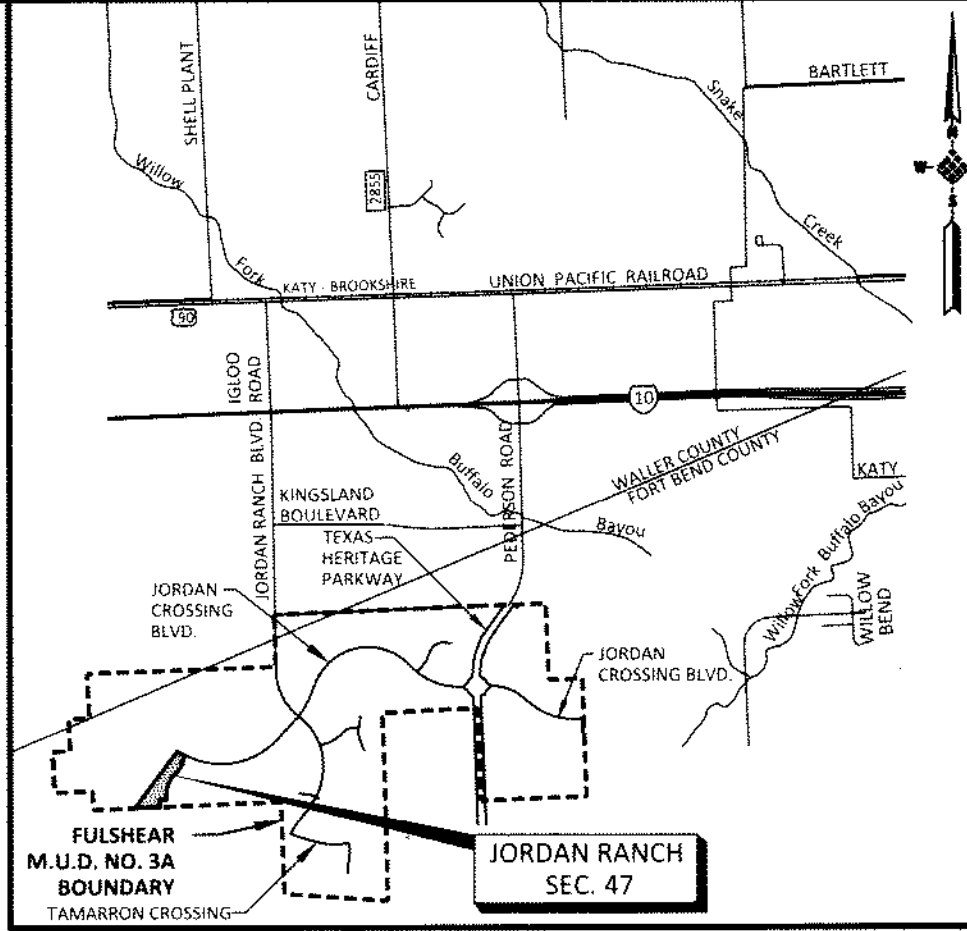 SHELL PLANT
CARDIFF
BARTLETT
Snake
Creek
N
W
S
Willow
Fork
2855
KATY - BROOKSHIRE
UNION PACIFIC RAILROAD
90
IGLOO
ROAD
10
JORDAN RANCH BLVD.
Buffalo
Bayou
PEDERSON ROAD
WALLER COUNTY
FORT BEND COUNTY
KATY
KINGSLAND
BOULEVARD
TEXAS
HERITAGE
PARKWAY
Willow Fork Buffalo Bayou
WILLOW
BEND
JORDAN
CROSSING
BLVD.
JORDAN
CROSSING BLVD.
FULSHEAR
M.U.D. NO. 3A
BOUNDARY
TAMARRON CROSSING
JORDAN RANCH
SEC. 47